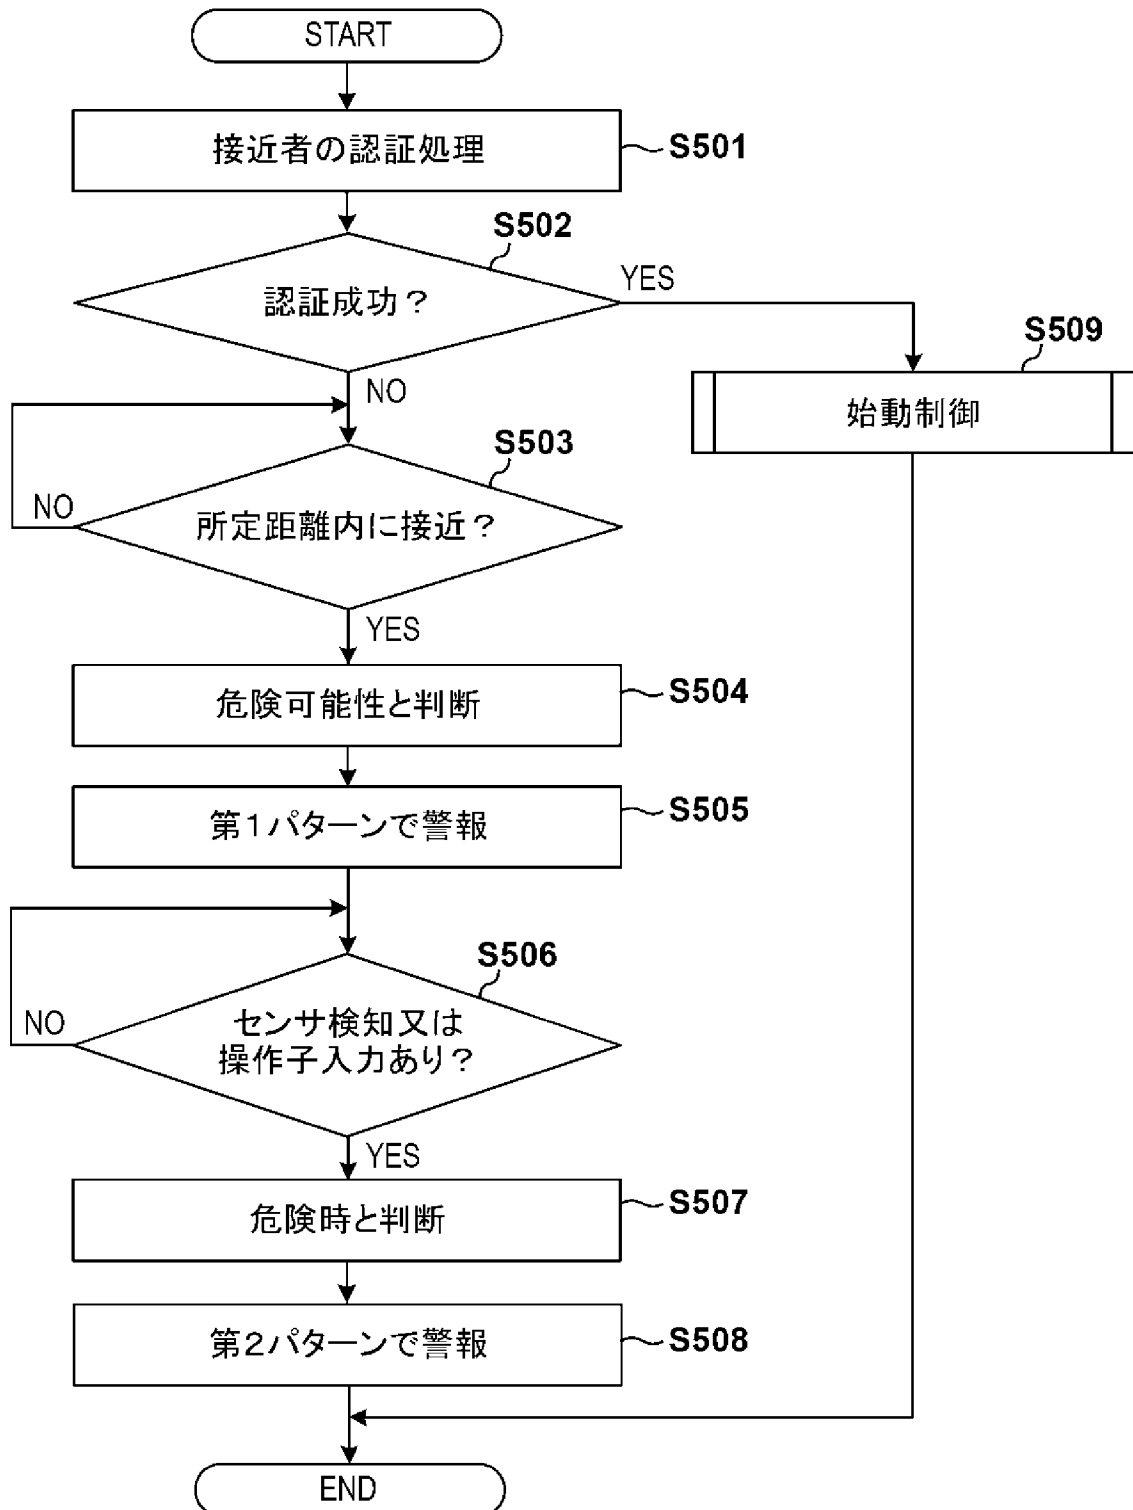 START
接近者の認証処理
S501
S502
認証成功？
YES
NO
S509
始動制御
S503
所定距離内に接近？
NO
YES
危険可能性と判断
S504
第１パターンで警報
S505
S506
センサ検知又は
操作子入力あり？
NO
YES
危険時と判断
S507
第２パターンで警報
S508
END